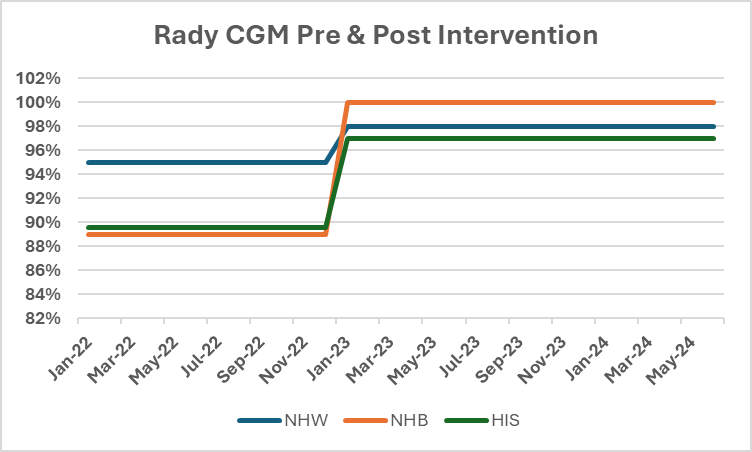 Rady CGM Pre & Post Intervention
102%
100%
98%
96%
94%
92%
90%
88%
86%
84%
82%
Jan-22
Mar-22
May-22
Jul-22
Sep-22
Nov-22
Jan-23
Mar-23
May-23
Jul-23
Sep-23
Nov-23
Jan-24
Mar-24
May-24
NHW NHB HIS